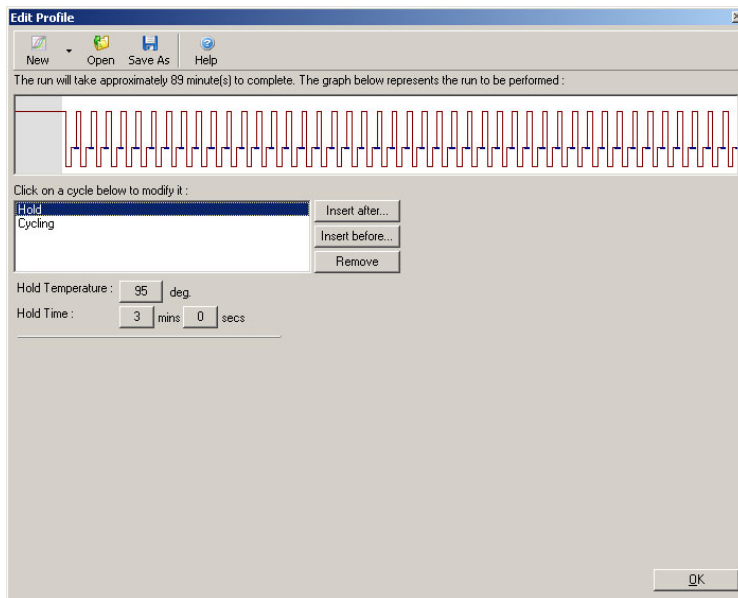 Edit Profile
New Open Save As Help
The run will take approximately 89 minute(s) to complete. The graph below represents the run to be performed :
Click on a cycle below to modify it :
Hold
Cycling
Insert after...
Insert before...
Remove
Hold Temperature : 95 deg.
Hold Time : 3 mins 0 secs
OK